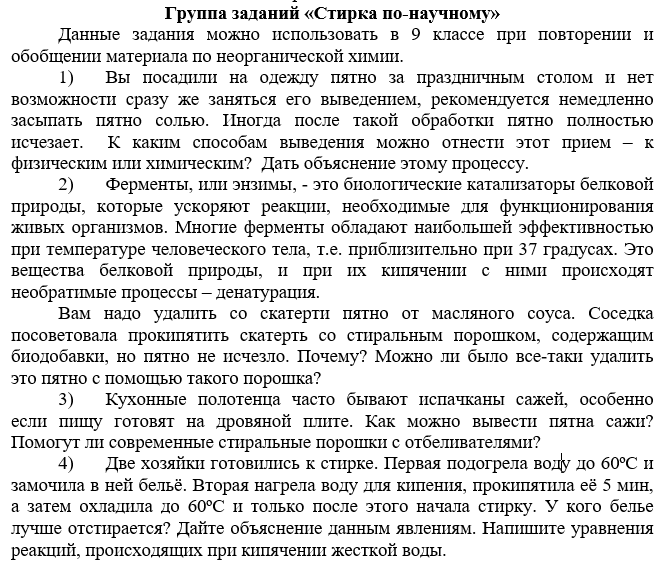 Группа заданий «Стирка по-научному»
Данные задания можно использовать в 9 классе при повторении и
обобщении материала по неорганической химии.
1) Вы посадили на одежду пятно за праздничным столом и нет
возможности сразу же заняться его выведением, рекомендуется немедленно
засыпать пятно солью. Иногда после такой обработки пятно полностью
исчезает. К каким способам выведения можно отнести этот прием – к
физическим или химическим? Дать объяснение этому процессу.
2) Ферменты, или энзимы, - это биологические катализаторы белковой
природы, которые ускоряют реакции, необходимые для функционирования
живых организмов. Многие ферменты обладают наибольшей эффективностью
при температуре человеческого тела, т.е. приблизительно при 37 градусах. Это
вещества белковой природы, и при их кипячении с ними происходят
необратимые процессы – денатурация.
Вам надо удалить со скатерти пятно от масляного соуса. Соседка
посоветовала прокипятить скатерть со стиральным порошком, содержащим
биодобавки, но пятно не исчезло. Почему? Можно ли было все-таки удалить
это пятно с помощью такого порошка?
3) Кухонные полотенца часто бывают испачканы сажей, особенно
если пищу готовят на дровяной плите. Как можно вывести пятна сажи?
Помогут ли современные стиральные порошки с отбеливателями?
4) Две хозяйки готовились к стирке. Первая подогрела воду до 60ºС и
замочила в ней бельё. Вторая нагрела воду для кипения, прокипятила её 5 мин,
а затем охладила до 60ºС и только после этого начала стирку. У кого белье
лучше отстирается? Дайте объяснение данным явлениям. Напишите уравнения
реакций, происходящих при кипячении жесткой воды.